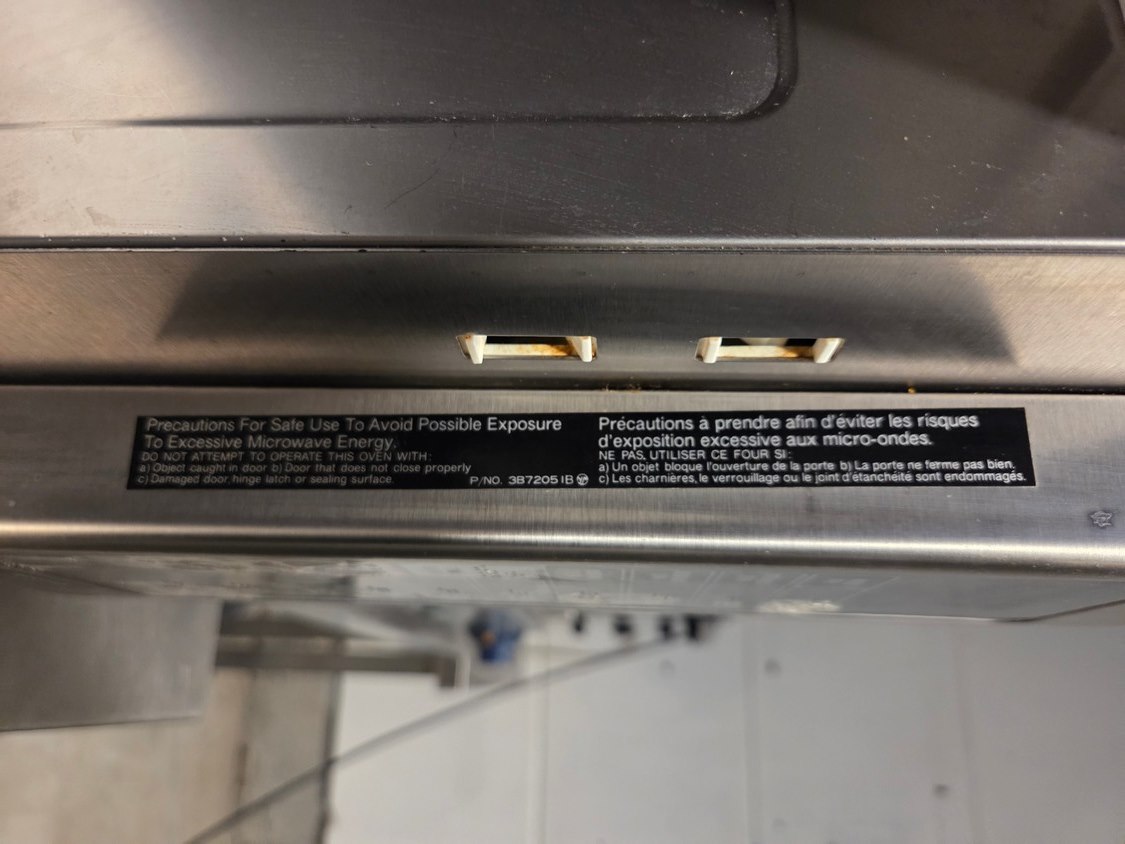 Precautions For Safe Use To Avoid Possible Exposure
To Excessive Microwave Energy.
DO NOT ATTEMPT TO OPERATE THIS OVEN WITH:
a) Object caught in door b) Door that does not close properly
c) Damaged door, hinge latch or sealing surface.
P/NO. 3B72051B
Précautions à prendre afin d'éviter les risques
d'exposition excessive aux micro-ondes.
NE PAS UTILISER CE FOUR SI:
a) Un objet bloque l'ouverture de la porte b) La porte ne ferme pas bien.
c) Les charnières, le verrouillage ou le joint d'étanchéité sont endommagés.